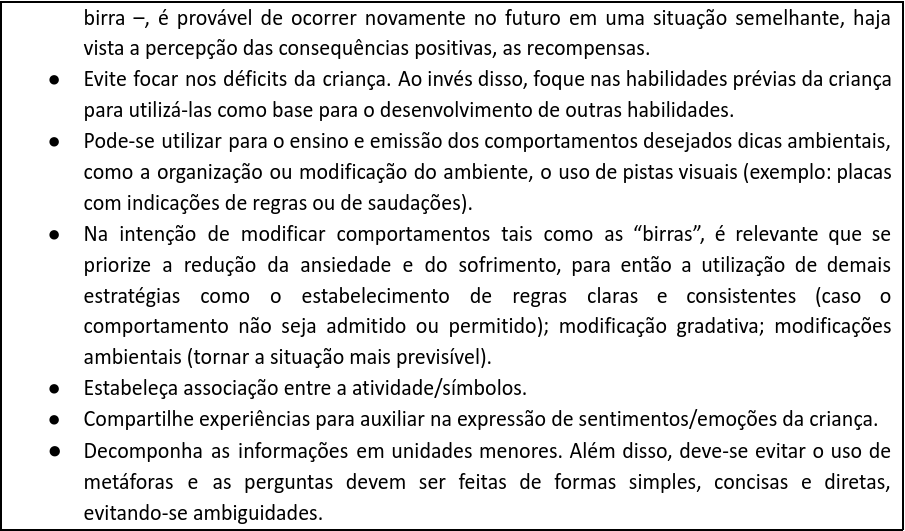 birra –, é provável de ocorrer novamente no futuro em uma situação semelhante, haja
vista a percepção das consequências positivas, as recompensas.
● Evite focar nos déficits da criança. Ao invés disso, foque nas habilidades prévias da criança
para utilizá-las como base para o desenvolvimento de outras habilidades.
● Pode-se utilizar para o ensino e emissão dos comportamentos desejados dicas ambientais,
como a organização ou modificação do ambiente, o uso de pistas visuais (exemplo: placas
com indicações de regras ou de saudações).
● Na intenção de modificar comportamentos tais como as “birras”, é relevante que se
priorize a redução da ansiedade e do sofrimento, para então a utilização de demais
estratégias como o estabelecimento de regras claras e consistentes (caso o
comportamento não seja admitido ou permitido); modificação gradativa; modificações
ambientais (tornar a situação mais previsível).
● Estabeleça associação entre a atividade/símbolos.
● Compartilhe experiências para auxiliar na expressão de sentimentos/emoções da criança.
● Decomponha as informações em unidades menores. Além disso, deve-se evitar o uso de
metáforas e as perguntas devem ser feitas de formas simples, concisas e diretas,
evitando-se ambiguidades.